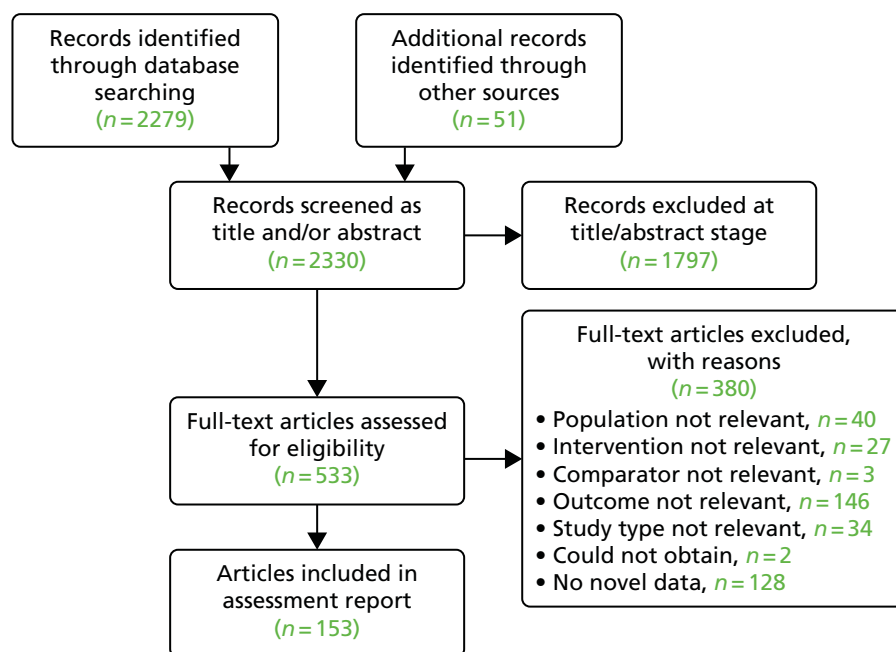 Records identified
through database
searching
(n=2279)
Additional records
identified through
other sources
(n=51)
Records screened as
title and/or abstract
(n=2330)
Records excluded at
title/abstract stage
(n=1797)
Full-text articles assessed
for eligibility
(n=533)
Full-text articles excluded,
with reasons
(n=380)
• Population not relevant, n=40
• Intervention not relevant, n=27
• Comparator not relevant, n=3
• Outcome not relevant, n=146
• Study type not relevant, n=34
• Could not obtain, n=2
• No novel data, n=128
Articles included in
assessment report
(n=153)